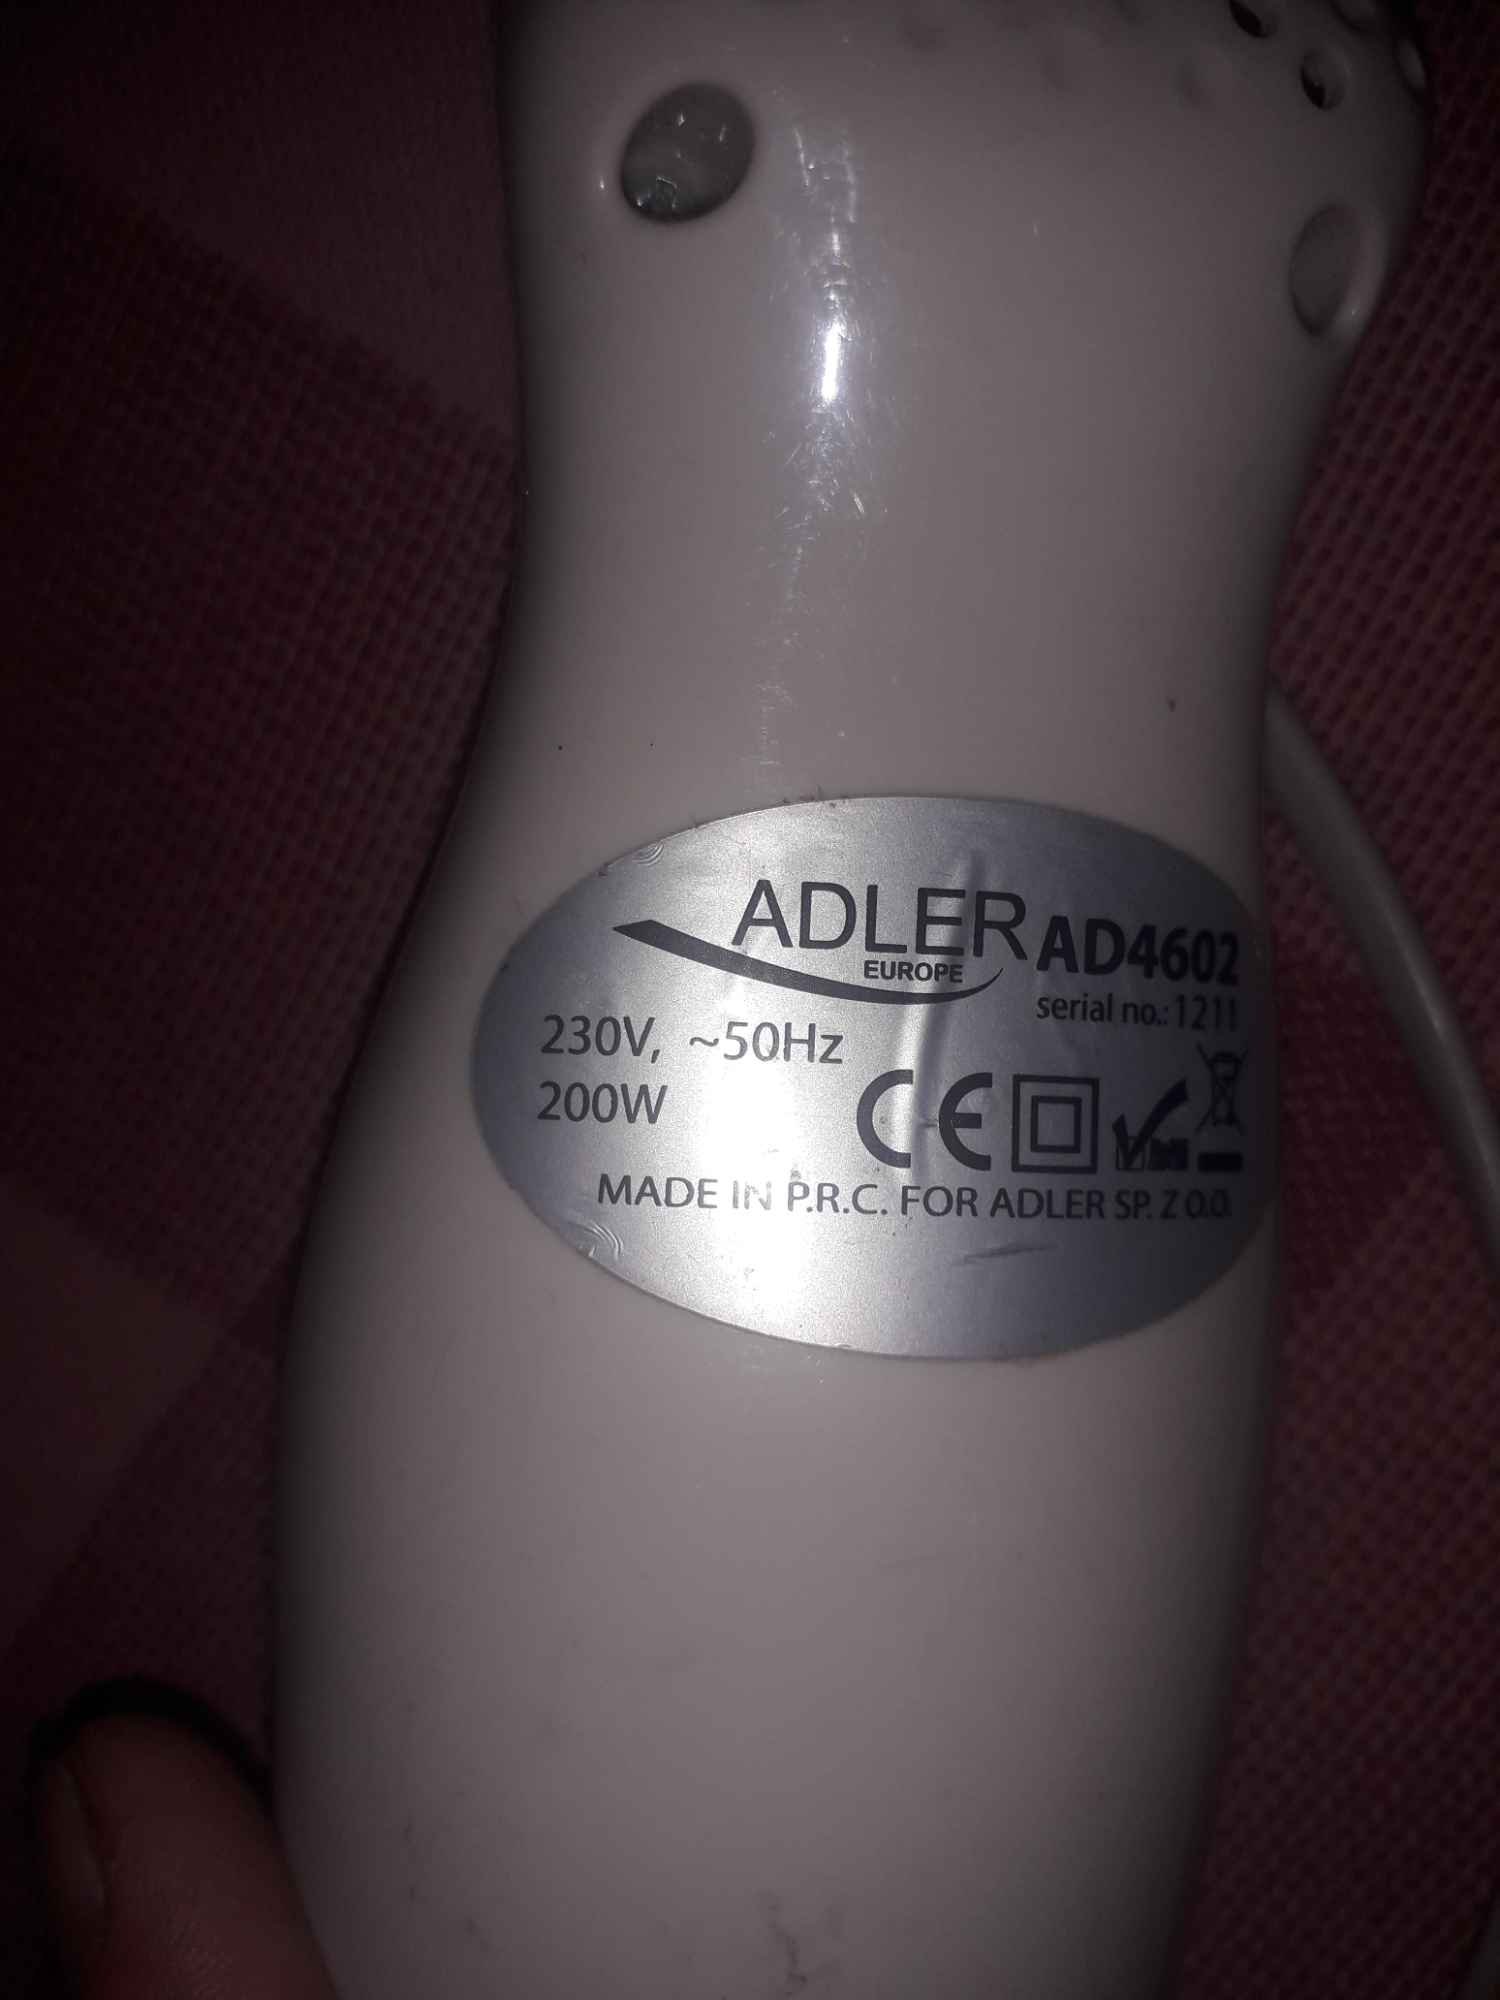 ADLER AD4602
EUROPE
serial no.: 1211
230V, ~50Hz
200W
CE
MADE IN P.R.C. FOR ADLER SP. Z O.O.